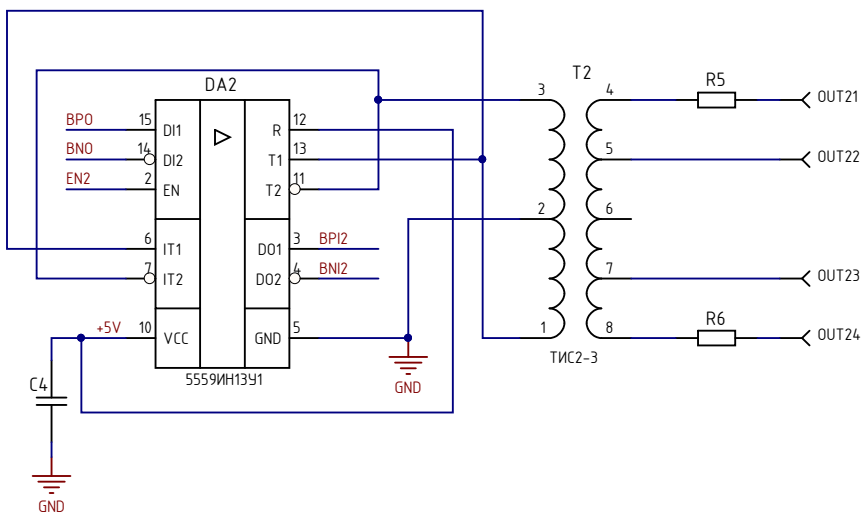 DA2
T2
BPO 15 DI1 R 12
BNO 14 DI2 T1 13
EN2 2 EN T2 11
6 IT1 DO1 3 BPI2
7 IT2 DO2 4 BNI2
+5V 10 VCC GND 5
5559ИН13У1
C4
GND
GND
3 4 R5 OUT21
5 OUT22
2 6
7 OUT23
1 8 R6 OUT24
ТИС2-3